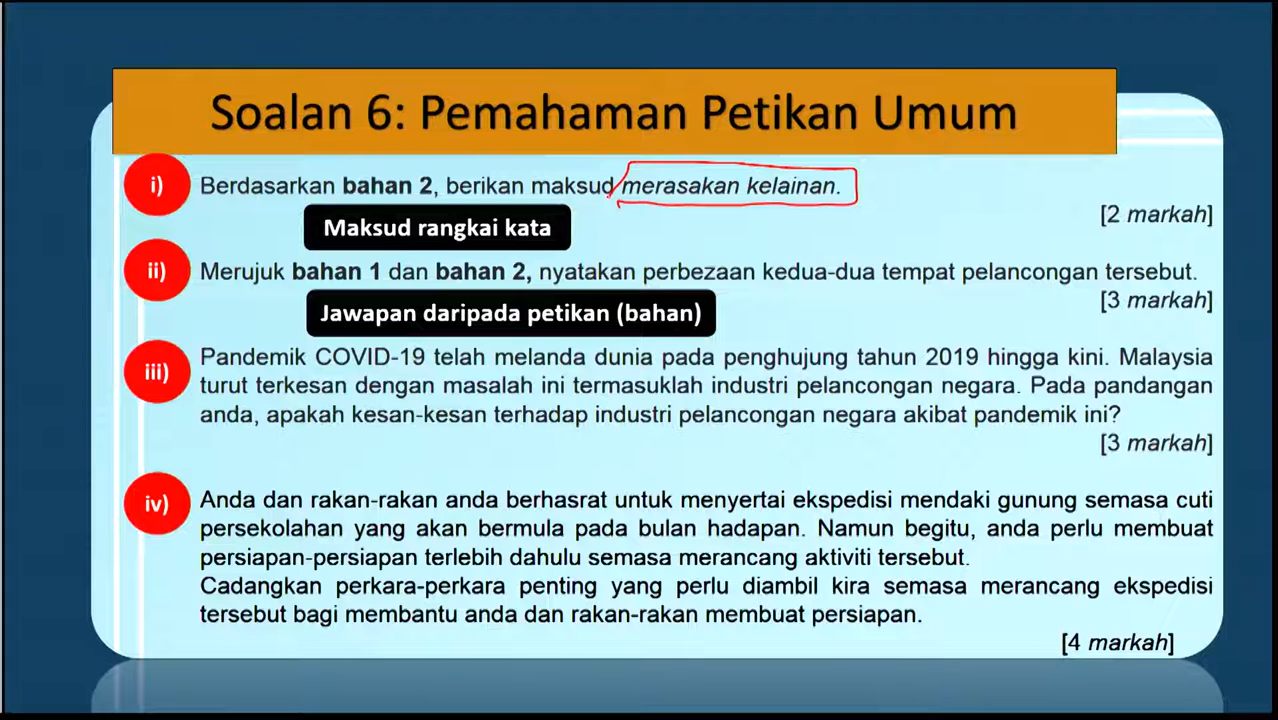 Soalan 6: Pemahaman Petikan Umum
i) Berdasarkan bahan 2, berikan maksud merasakan kelainan.
[2 markah]
Maksud rangkai kata
ii) Merujuk bahan 1 dan bahan 2, nyatakan perbezaan kedua-dua tempat pelancongan tersebut.
[3 markah]
Jawapan daripada petikan (bahan)
iii) Pandemik COVID-19 telah melanda dunia pada penghujung tahun 2019 hingga kini. Malaysia
turut terkesan dengan masalah ini termasuklah industri pelancongan negara. Pada pandangan
anda, apakah kesan-kesan terhadap industri pelancongan negara akibat pandemik ini?
[3 markah]
iv) Anda dan rakan-rakan anda berhasrat untuk menyertai ekspedisi mendaki gunung semasa cuti
persekolahan yang akan bermula pada bulan hadapan. Namun begitu, anda perlu membuat
persiapan-persiapan terlebih dahulu semasa merancang aktiviti tersebut.
Cadangkan perkara-perkara penting yang perlu diambil kira semasa merancang ekspedisi
tersebut bagi membantu anda dan rakan-rakan membuat persiapan.
[4 markah]